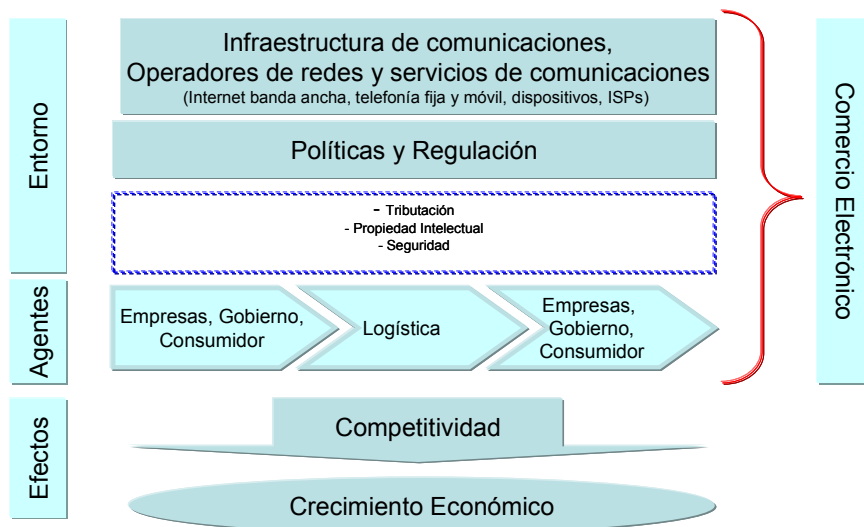 Entorno
Infraestructura de comunicaciones,
Operadores de redes y servicios de comunicaciones
(Internet banda ancha, telefonía fija y móvil, dispositivos, ISPs)
Políticas y Regulación
- Tributación
- Propiedad Intelectual
- Seguridad
Agentes
Empresas, Gobierno,
Consumidor
Logística
Empresas,
Gobierno,
Consumidor
Comercio Electrónico
Efectos
Competitividad
Crecimiento Económico